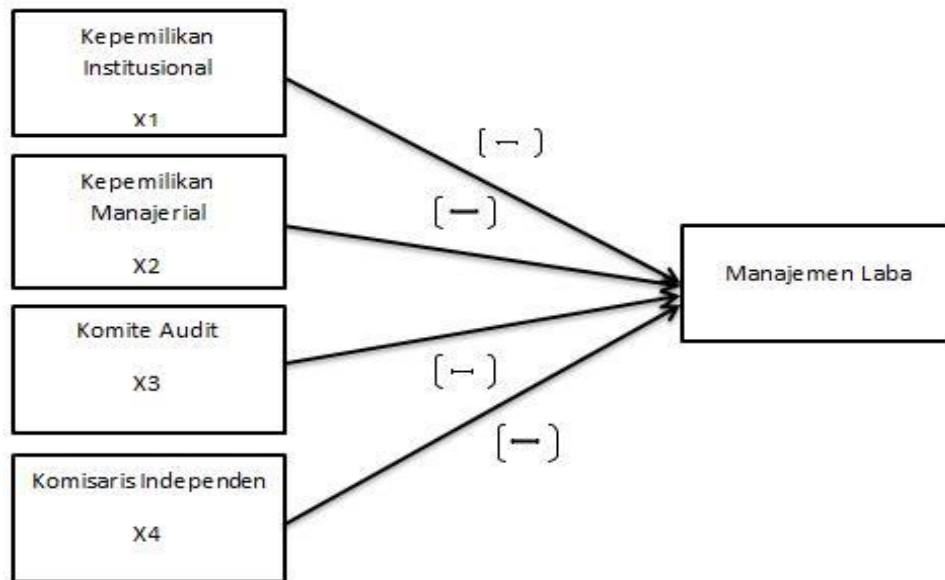 Kepemilikan
Institusional
X1
(—)
Kepemilikan
Manajerial
X2
(—)
Manajemen Laba
Komite Audit
X3
(—)
Komisaris Independen
X4
(—)